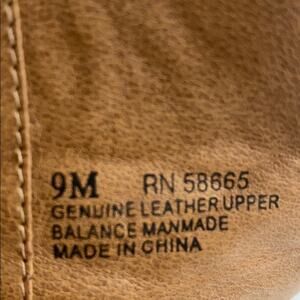 9M RN 58665
GENUINE LEATHER UPPER
BALANCE MANMADE
MADE IN CHINA